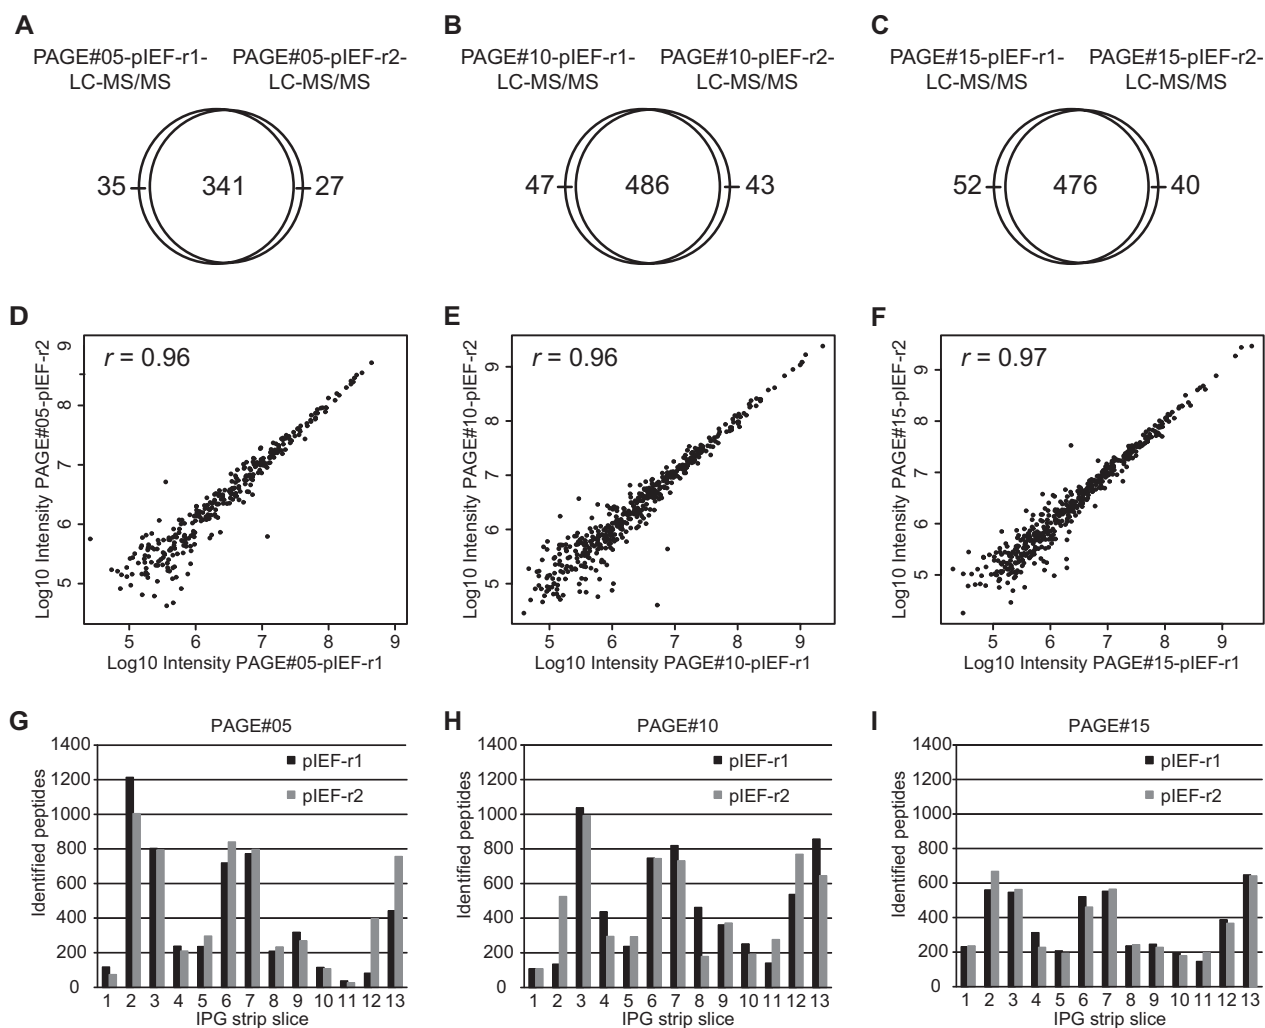 A
PAGE#05-pIEF-r1-
LC-MS/MS
PAGE#05-pIEF-r2-
LC-MS/MS
35
341
27
B
PAGE#10-pIEF-r1-
LC-MS/MS
PAGE#10-pIEF-r2-
LC-MS/MS
47
486
43
C
PAGE#15-pIEF-r1-
LC-MS/MS
PAGE#15-pIEF-r2-
LC-MS/MS
52
476
40
D
r = 0.96
Log10 Intensity PAGE#05-pIEF-r2
9
8
7
6
5
5 6 7 8 9
Log10 Intensity PAGE#05-pIEF-r1
E
r = 0.96
Log10 Intensity PAGE#10-pIEF-r2
9
8
7
6
5
5 6 7 8 9
Log10 Intensity PAGE#10-pIEF-r1
F
r = 0.97
Log10 Intensity PAGE#15-pIEF-r2
9
8
7
6
5
5 6 7 8 9
Log10 Intensity PAGE#15-pIEF-r1
G
PAGE#05
Identified peptides
1400
1200
1000
800
600
400
200
0
pIEF-r1
pIEF-r2
1 2 3 4 5 6 7 8 9 10 11 12 13
IPG strip slice
H
PAGE#10
Identified peptides
1400
1200
1000
800
600
400
200
0
pIEF-r1
pIEF-r2
1 2 3 4 5 6 7 8 9 10 11 12 13
IPG strip slice
I
PAGE#15
Identified peptides
1400
1200
1000
800
600
400
200
0
pIEF-r1
pIEF-r2
1 2 3 4 5 6 7 8 9 10 11 12 13
IPG strip slice